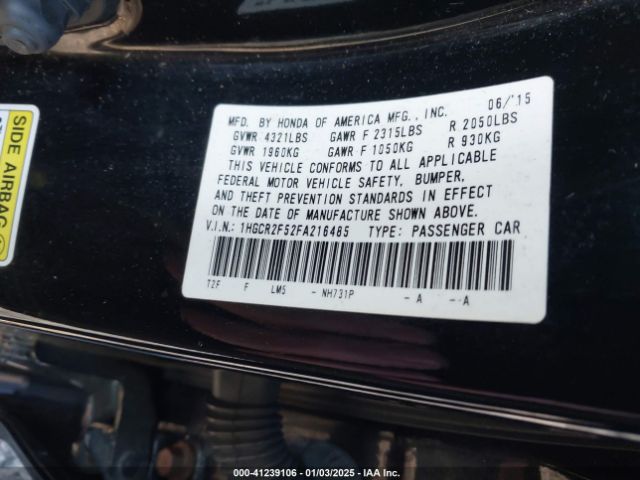 MFD. BY HONDA OF AMERICA MFG., INC. 06/'15
GVWR 4321LBS GAWR F 2315LBS R 2050LBS
GVWR 1960KG GAWR F 1050KG R 930KG
THIS VEHICLE CONFORMS TO ALL APPLICABLE
FEDERAL MOTOR VEHICLE SAFETY, BUMPER,
AND THEFT PREVENTION STANDARDS IN EFFECT
ON THE DATE OF MANUFACTURE SHOWN ABOVE.
V.I.N.: 1HGCR2F52FA216485 TYPE: PASSENGER CAR
T2F F LM5 - NH731P - A - A
SIDE AIRBAG
000-41239106 - 01/03/2025 - IAA Inc.